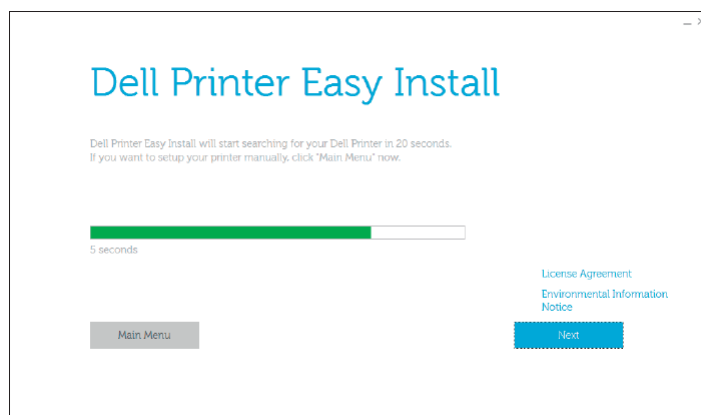 Dell Printer Easy Install
Dell Printer Easy Install will start searching for your Dell Printer in 20 seconds.
If you want to setup your printer manually, click "Main Menu" now.
5 seconds
License Agreement
Environmental Information
Notice
Main Menu
Next